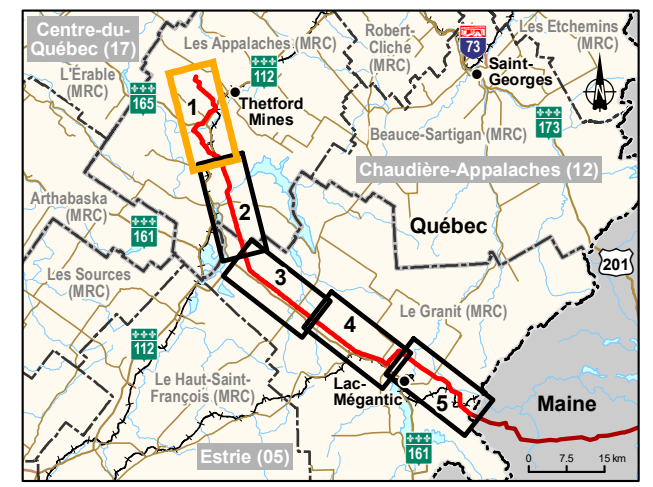 Centre-du-
Québec (17)
Les Appalaches (MRC)
Robert-
Cliché
(MRC)
Les Etchemins
(MRC)
73
Saint-
Georges
L'Érable
(MRC)
165
112
Thetford
Mines
1
173
Beauce-Sartigan (MRC)
Chaudière-Appalaches (12)
Arthabaska
(MRC)
161
2
Québec
201
Les Sources
(MRC)
3
Le Granit (MRC)
4
112
Le Haut-Saint-
François (MRC)
Lac-
Mégantic
5
Maine
Estrie (05)
161
0 7.5 15 km